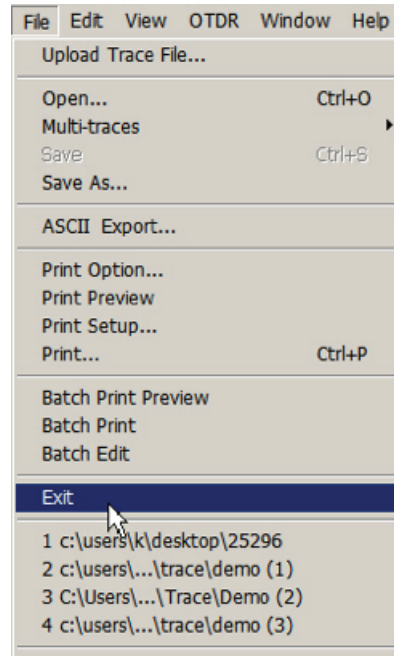 File Edit View OTDR Window Help
Upload Trace File...
Open... Ctrl+O
Multi-traces
Save Ctrl+S
Save As...
ASCII Export...
Print Option...
Print Preview
Print Setup...
Print... Ctrl+P
Batch Print Preview
Batch Print
Batch Edit
Exit
1 c:\users\k\desktop\25296
2 c:\users\...\trace\demo (1)
3 C:\Users\...\Trace\Demo (2)
4 c:\users\...\trace\demo (3)